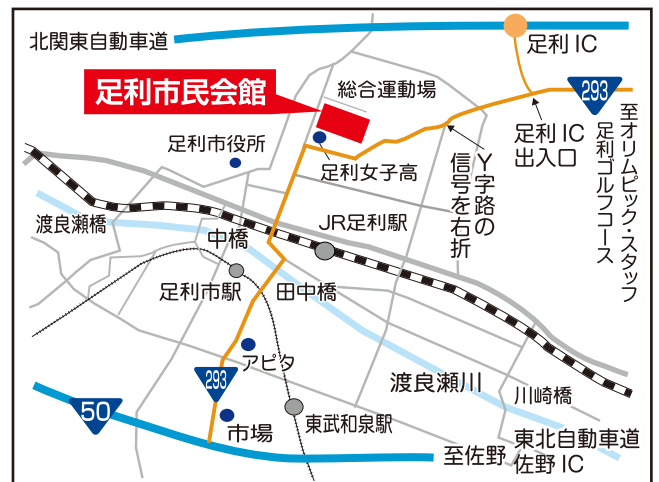 北関東自動車道
足利IC
足利市民会館
総合運動場
293
足利IC
出入口
至オリムピック・スタッフ
足利ゴルフコース
足利市役所
足利女子高
Y字路の
信号を右折
渡良瀬橋
中橋
JR足利駅
足利市駅
田中橋
アピタ
293
渡良瀬川
川崎橋
50
市場
東武和泉駅
至佐野
東北自動車道
佐野IC